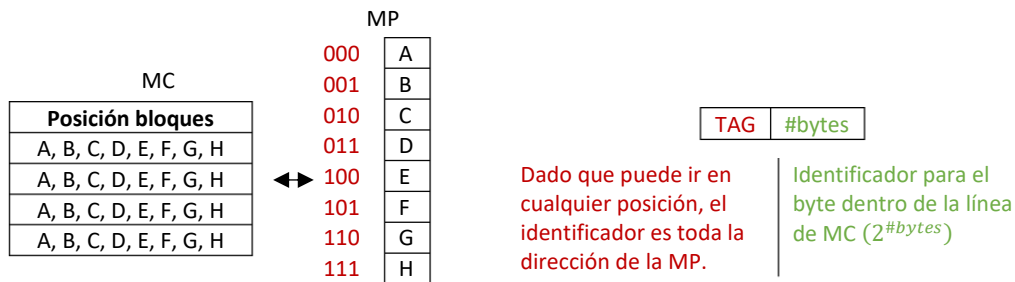 MP
MC
Posición bloques
A, B, C, D, E, F, G, H
A, B, C, D, E, F, G, H
A, B, C, D, E, F, G, H
A, B, C, D, E, F, G, H
000 A
001 B
010 C
011 D
100 E
101 F
110 G
111 H
TAG #bytes
Dado que puede ir en
cualquier posición, el
identificador es toda la
dirección de la MP.
Identificador para el
byte dentro de la línea
de MC (2^#bytes)